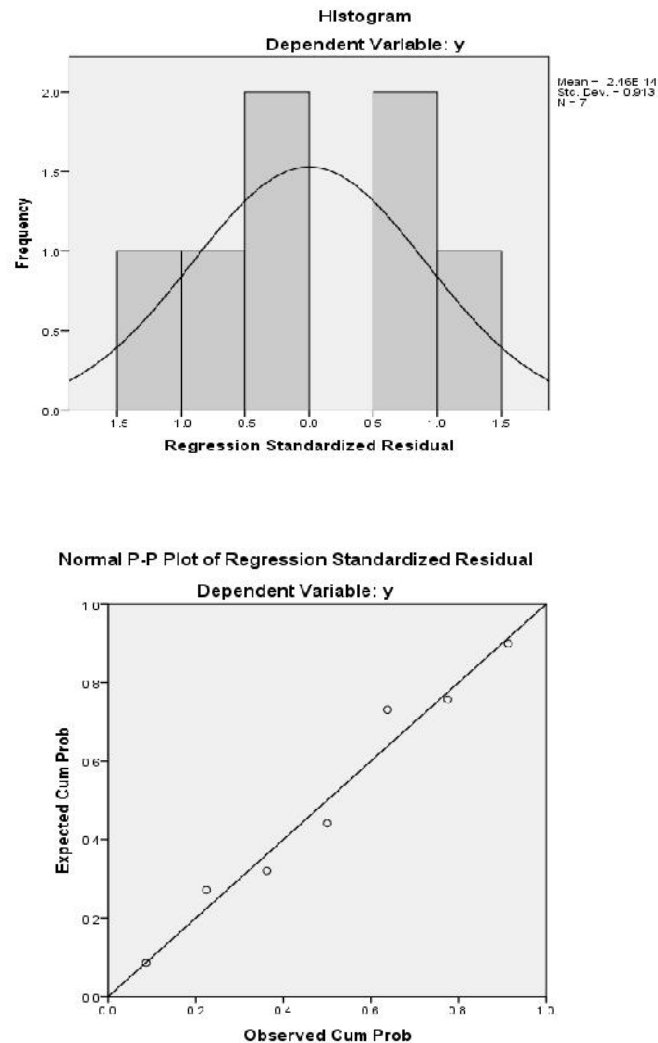 Histogram
Dependent Variable: y
Mean = 2.46E-14
Std. Dev. = 0.913
N = 7
2.0
1.5
1.0
0.5
0.0
Frequency
1.5 1.0 0.5 0.0 0.5 1.0 1.5
Regression Standardized Residual
Normal P-P Plot of Regression Standardized Residual
Dependent Variable: y
1.0
0.8
0.6
0.4
0.2
0.0
Expected Cum Prob
0.0 0.2 0.4 0.6 0.8 1.0
Observed Cum Prob